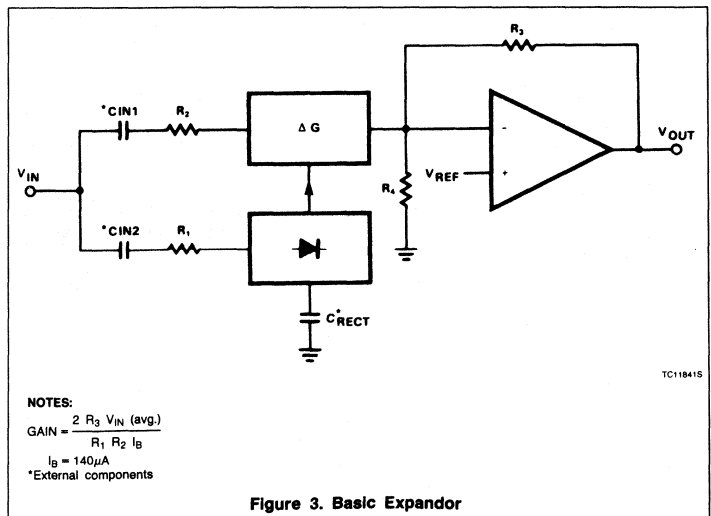 R₃
*CIN1
R₂
Δ G
-
VOUT
VIN
VREF
+
R₄
*CIN2
R₁
C*RECT
TC11841S
NOTES:
GAIN = 2 R₃ VIN (avg.) / R₁ R₂ IB
IB = 140μA
*External components
Figure 3. Basic Expandor